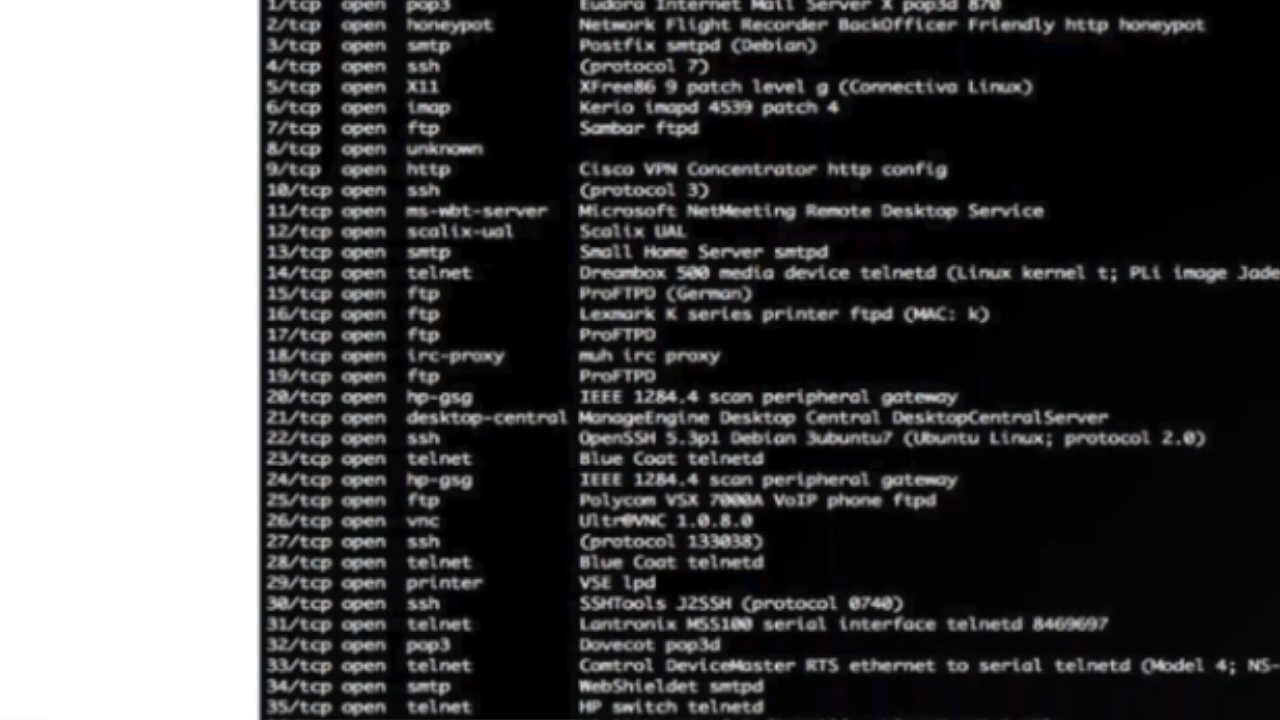 1/tcp open pop3 Eudora Internet Mail Server X pop3d 870
2/tcp open honeypot Network Flight Recorder BackOfficer Friendly http honeypot
3/tcp open smtp Postfix smtpd (Debian)
4/tcp open ssh (protocol 7)
5/tcp open X11 XFree86 9 patch level g (Connectiva Linux)
6/tcp open imap Kerio imapd 4539 patch 4
7/tcp open ftp Sambar ftpd
8/tcp open unknown
9/tcp open http Cisco VPN Concentrator http config
10/tcp open ssh (protocol 3)
11/tcp open ms-wbt-server Microsoft NetMeeting Remote Desktop Service
12/tcp open scalix-ual Scalix UAL
13/tcp open smtp Small Home Server smtpd
14/tcp open telnet Dreambox 500 media device telnetd (Linux kernel t; PLi image Jade
15/tcp open ftp ProFTPD (German)
16/tcp open ftp Lexmark K series printer ftpd (MAC: k)
17/tcp open ftp ProFTPD
18/tcp open irc-proxy muh irc proxy
19/tcp open ftp ProFTPD
20/tcp open hp-gsg IEEE 1284.4 scan peripheral gateway
21/tcp open desktop-central ManageEngine Desktop Central DesktopCentralServer
22/tcp open ssh OpenSSH 5.3p1 Debian 3ubuntu7 (Ubuntu Linux; protocol 2.0)
23/tcp open telnet Blue Coat telnetd
24/tcp open hp-gsg IEEE 1284.4 scan peripheral gateway
25/tcp open ftp Polycom VSX 7000A VoIP phone ftpd
26/tcp open vnc Ultr@VNC 1.0.8.0
27/tcp open ssh (protocol 133038)
28/tcp open telnet Blue Coat telnetd
29/tcp open printer VSE lpd
30/tcp open ssh SSHTools J2SSH (protocol 0740)
31/tcp open telnet Lantronix MSS100 serial interface telnetd 8469697
32/tcp open pop3 Dovecot pop3d
33/tcp open telnet Comtrol DeviceMaster RTS ethernet to serial telnetd (Model 4; NS-
34/tcp open smtp WebShieldet smtpd
35/tcp open telnet HP switch telnetd